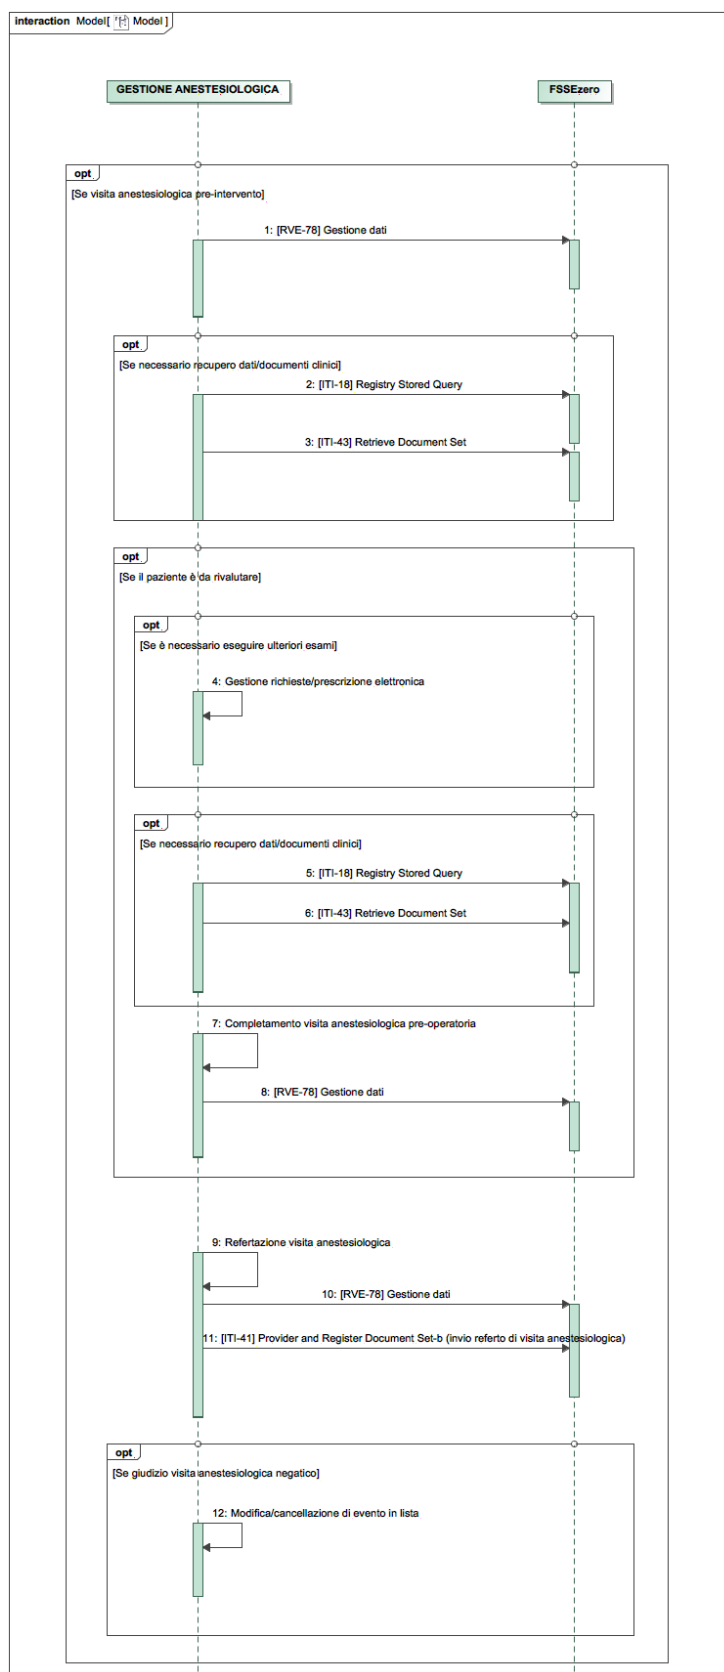 interaction Model[ Model ]
GESTIONE ANESTESIOLOGICA
FSSEzero
opt
[Se visita anestesiologica pre-intervento]
1: [RVE-78] Gestione dati
opt
[Se necessario recupero dati/documenti clinici]
2: [ITI-18] Registry Stored Query
3: [ITI-43] Retrieve Document Set
opt
[Se il paziente è da rivalutare]
opt
[Se è necessario eseguire ulteriori esami]
4: Gestione richieste/prescrizione elettronica
opt
[Se necessario recupero dati/documenti clinici]
5: [ITI-18] Registry Stored Query
6: [ITI-43] Retrieve Document Set
7: Completamento visita anestesiologica pre-operatoria
8: [RVE-78] Gestione dati
9: Refertazione visita anestesiologica
10: [RVE-78] Gestione dati
11: [ITI-41] Provider and Register Document Set-b (invio referto di visita anestesiologica)
opt
[Se giudizio visita anestesiologica negatico]
12: Modifica/cancellazione di evento in lista